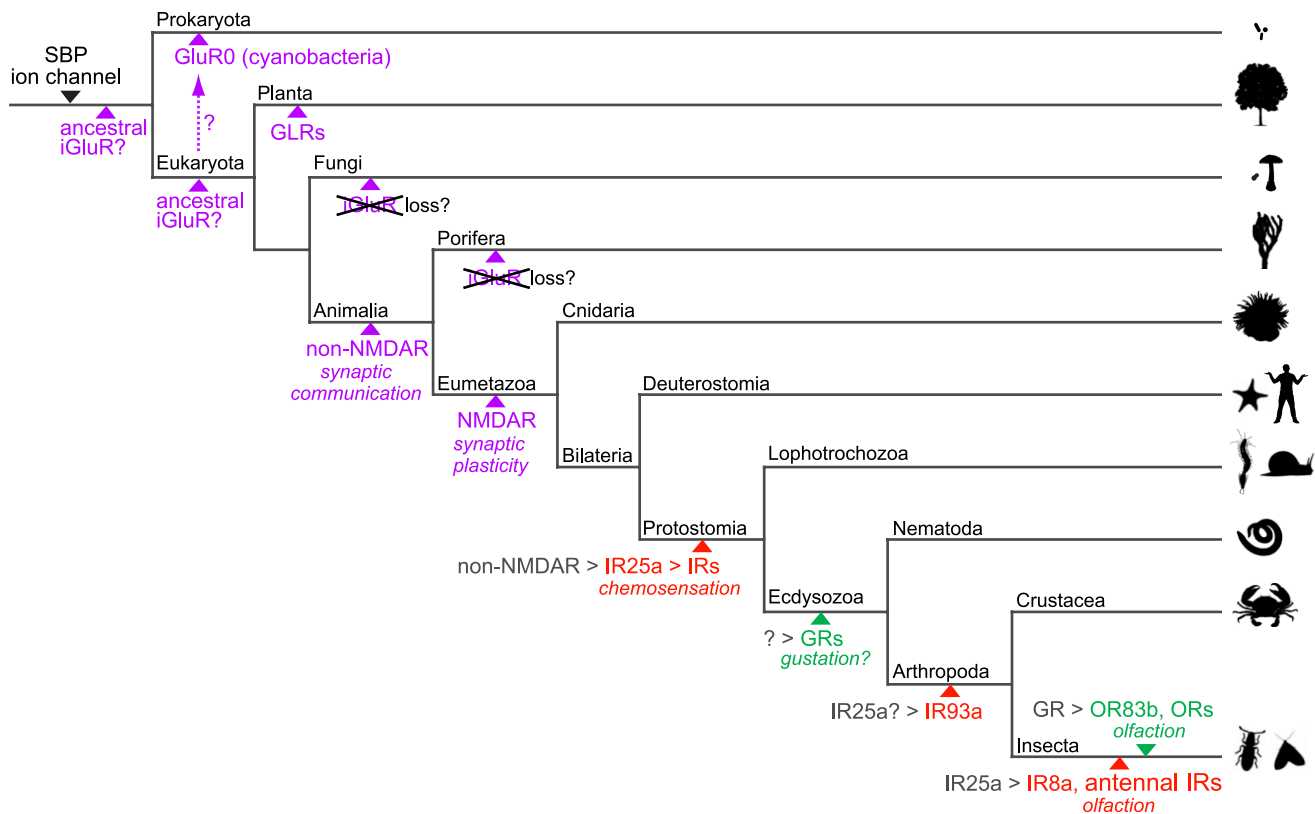 Prokaryota
SBP
ion channel
GluR0 (cyanobacteria)
Planta
ancestral
iGluR?
?
GLRs
Eukaryota
Fungi
ancestral
iGluR?
iGluR loss?
Porifera
iGluR loss?
Animalia
Cnidaria
non-NMDAR
synaptic
communication
Eumetazoa
Deuterostomia
NMDAR
synaptic
plasticity
Bilateria
Lophotrochozoa
Protostomia
Nematoda
non-NMDAR > IR25a > IRs
chemosensation
Ecdysozoa
Crustacea
? > GRs
gustation?
Arthropoda
IR25a? > IR93a
GR > OR83b, ORs
olfaction
Insecta
IR25a > IR8a, antennal IRs
olfaction